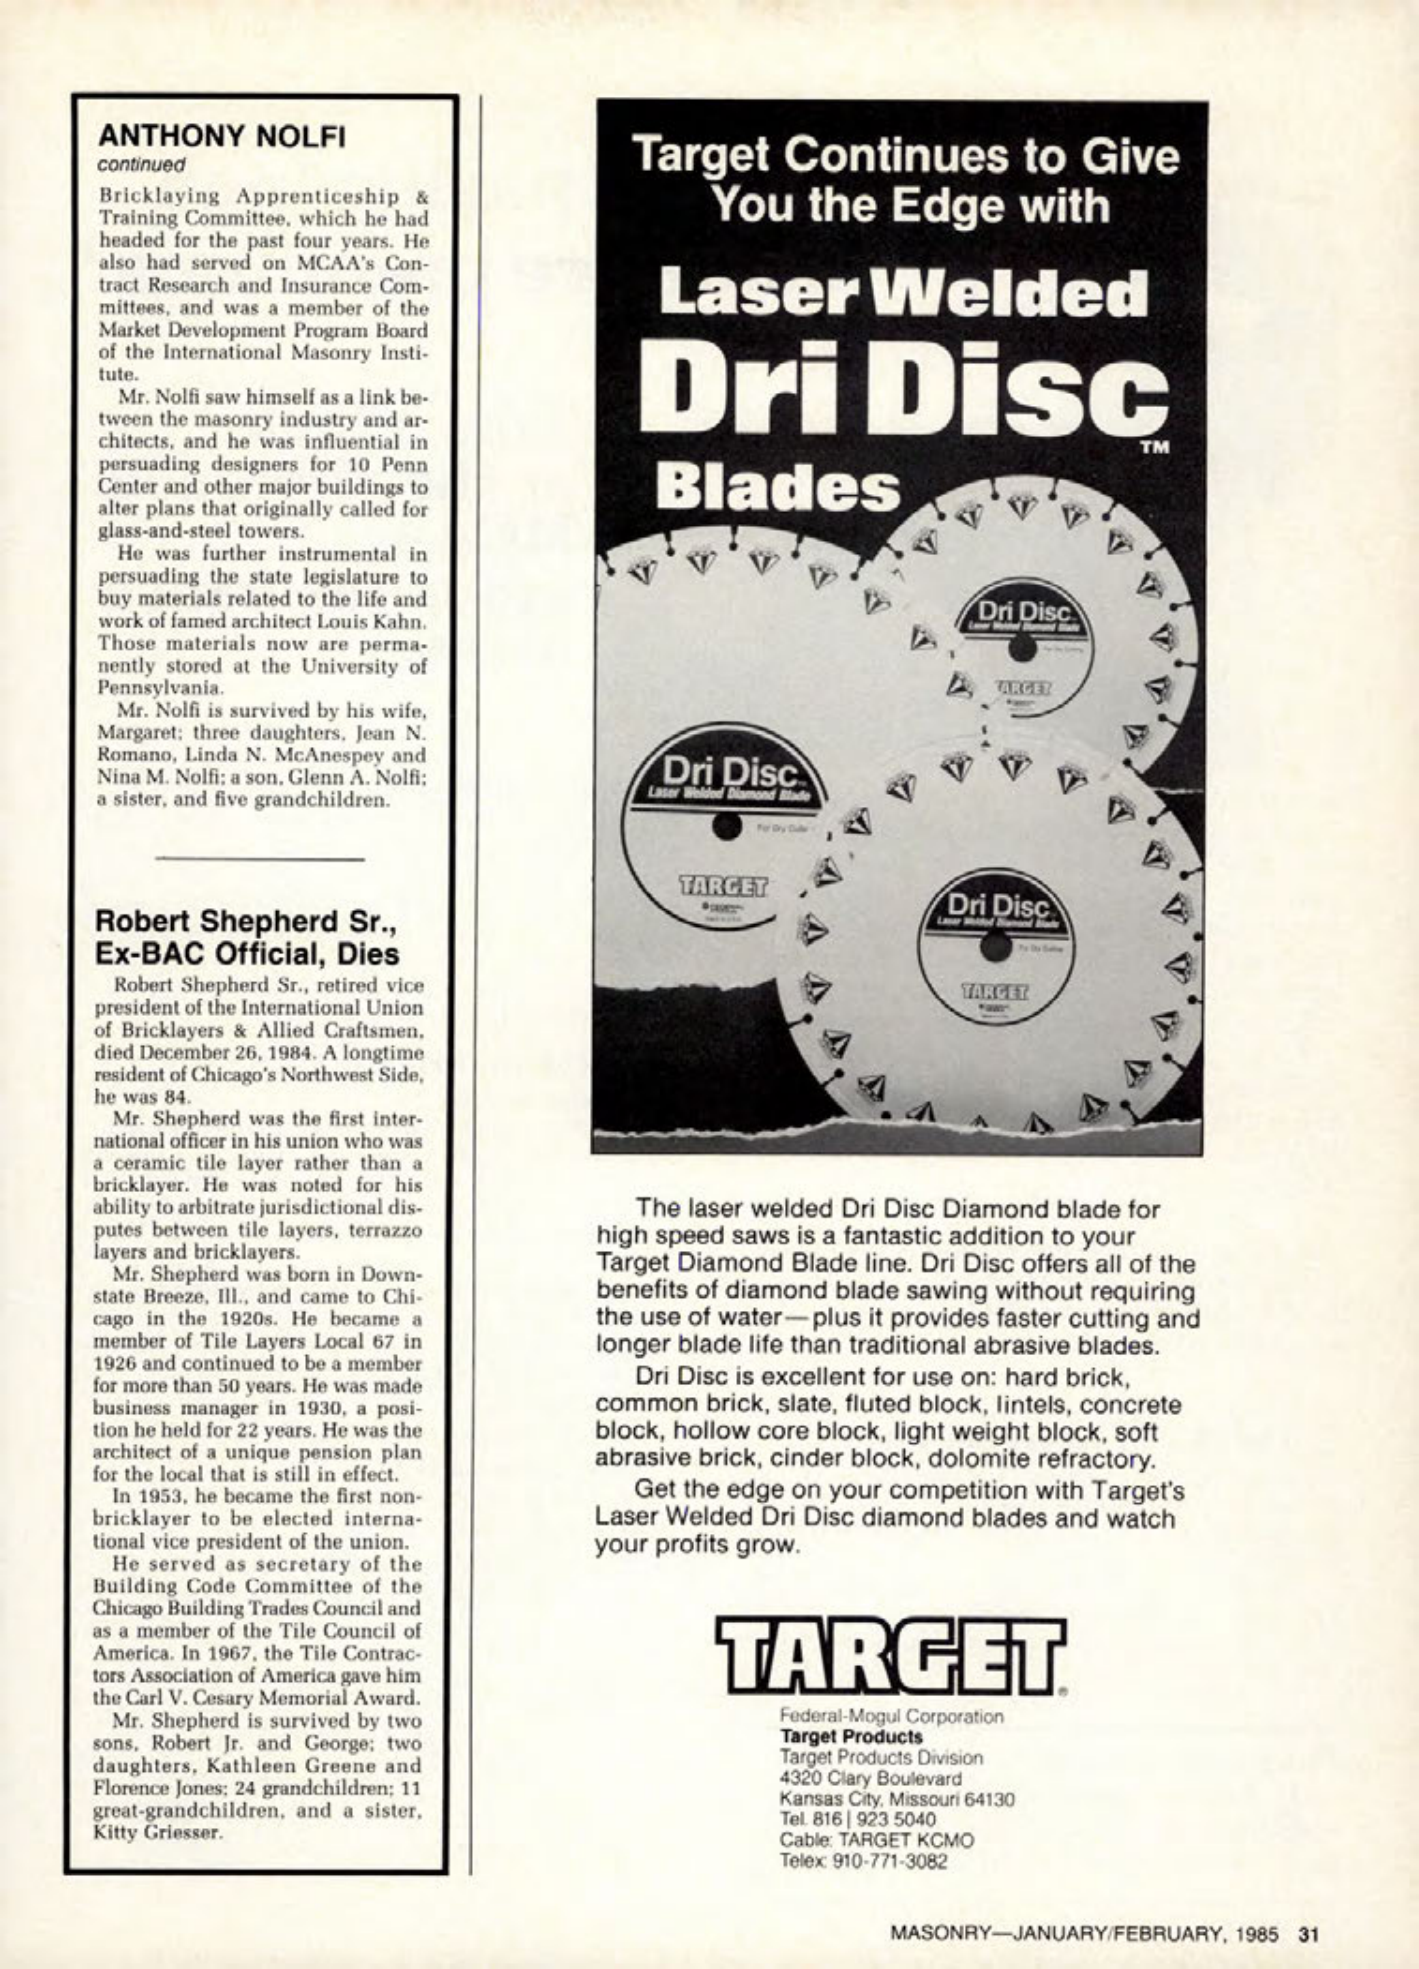 ANTHONY NOLFI
continued
Bricklaying Apprenticeship &
Training Committee, which he had
headed for the past four years. He
also had served on MCAA's Con-
tract Research and Insurance Com-
mittees, and was a member of the
Market Development Program Board
of the International Masonry Insti-
tute.
Mr. Nolfi saw himself as a link be-
tween the masonry industry and ar-
chitects, and he was influential in
persuading designers for 10 Penn
Center and other major buildings to
alter plans that originally called for
glass-and-steel towers.
He was further instrumental in
persuading the state legislature to
buy materials related to the life and
work of famed architect Louis Kahn.
Those materials now are perma-
nently stored at the University of
Pennsylvania.
Mr. Nolfi is survived by his wife,
Margaret; three daughters, Jean N.
Romano, Linda N. McAnespey and
Nina M. Nolfi; a son, Glenn A. Nolfi;
a sister, and five grandchildren.
Robert Shepherd Sr.,
Ex-BAC Official, Dies
Robert Shepherd Sr., retired vice
president of the International Union
of Bricklayers & Allied Craftsmen,
died December 26, 1984. A longtime
resident of Chicago's Northwest Side,
he was 84.
Mr. Shepherd was the first inter-
national officer in his union who was
a ceramic tile layer rather than a
bricklayer. He was noted for his
ability to arbitrate jurisdictional dis-
putes between tile layers, terrazzo
layers and bricklayers.
Mr. Shepherd was born in Down-
state Breeze, Ill., and came to Chi-
cago in the 1920s. He became a
member of Tile Layers Local 67 in
1926 and continued to be a member
for more than 50 years. He was made
business manager in 1930, a posi-
tion he held for 22 years. He was the
architect of a unique pension plan
for the local that is still in effect.
In 1953, he became the first non-
bricklayer to be elected interna-
tional vice president of the union.
He served as secretary of the
Building Code Committee of the
Chicago Building Trades Council and
as a member of the Tile Council of
America. In 1967, the Tile Contrac-
tors Association of America gave him
the Carl V. Cesary Memorial Award.
Mr. Shepherd is survived by two
sons, Robert Jr. and George; two
daughters, Kathleen Greene and
Florence Jones; 24 grandchildren; 11
great-grandchildren, and a sister,
Kitty Griesser.
Target Continues to Give
You the Edge with
Laser Welded
Dri Disc
TM
Blades
Dri Disc
Laser Welded Diamond Blade
TARGET
Dri Disc
Laser Welded Diamond Blade
For Dry Cutting
TARGET
Dri Disc
Laser Welded Diamond Blade
TARGET
The laser welded Dri Disc Diamond blade for
high speed saws is a fantastic addition to your
Target Diamond Blade line. Dri Disc offers all of the
benefits of diamond blade sawing without requiring
the use of water—plus it provides faster cutting and
longer blade life than traditional abrasive blades.
Dri Disc is excellent for use on: hard brick,
common brick, slate, fluted block, lintels, concrete
block, hollow core block, light weight block, soft
abrasive brick, cinder block, dolomite refractory.
Get the edge on your competition with Target's
Laser Welded Dri Disc diamond blades and watch
your profits grow.
TARGET®
Federal-Mogul Corporation
Target Products
Target Products Division
4320 Clary Boulevard
Kansas City, Missouri 64130
Tel. 816 | 923 5040
Cable: TARGET KCMO
Telex: 910-771-3082
MASONRY—JANUARY/FEBRUARY, 1985 31